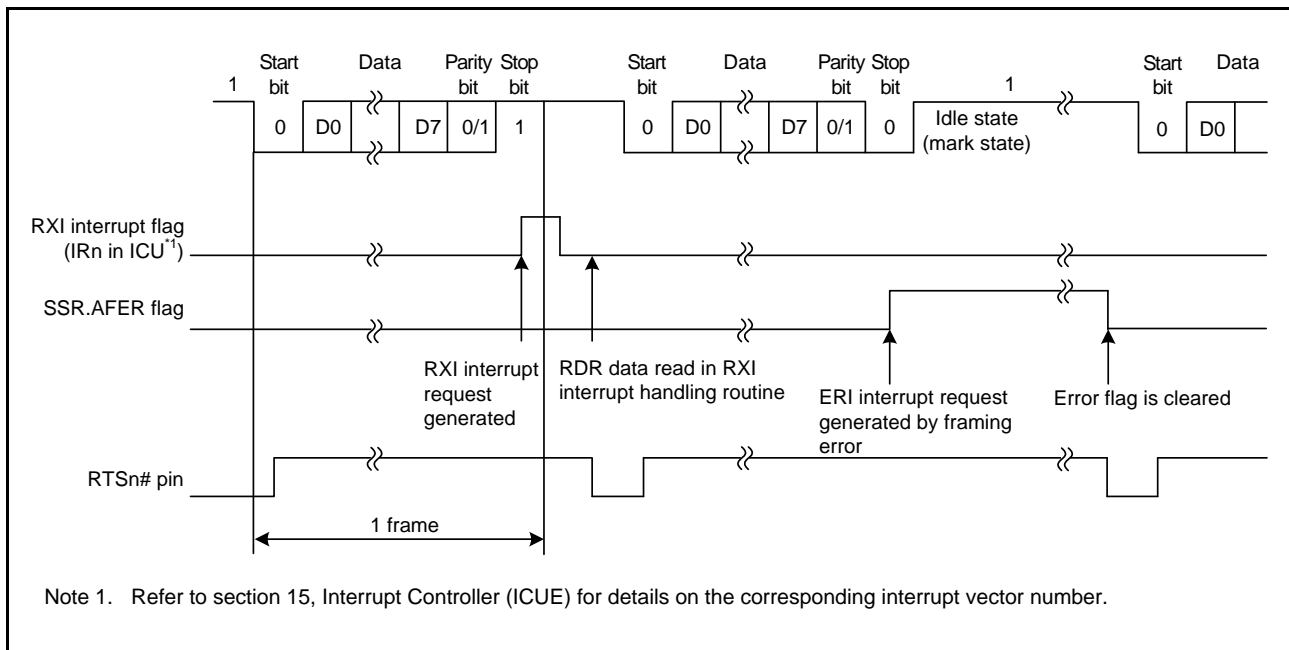 Start Data Parity Stop Start Data Parity Stop Start Data
1 bit bit bit bit bit bit 1 bit
0 D0 D7 0/1 1 0 D0 D7 0/1 0 Idle state 0 D0
(mark state)
RXI interrupt flag
(IRn in ICU*1)
SSR.AFER flag
RXI interrupt
request
generated
RDR data read in RXI
interrupt handling routine
ERI interrupt request
generated by framing
error
Error flag is cleared
RTSn# pin
1 frame
Note 1. Refer to section 15, Interrupt Controller (ICUE) for details on the corresponding interrupt vector number.